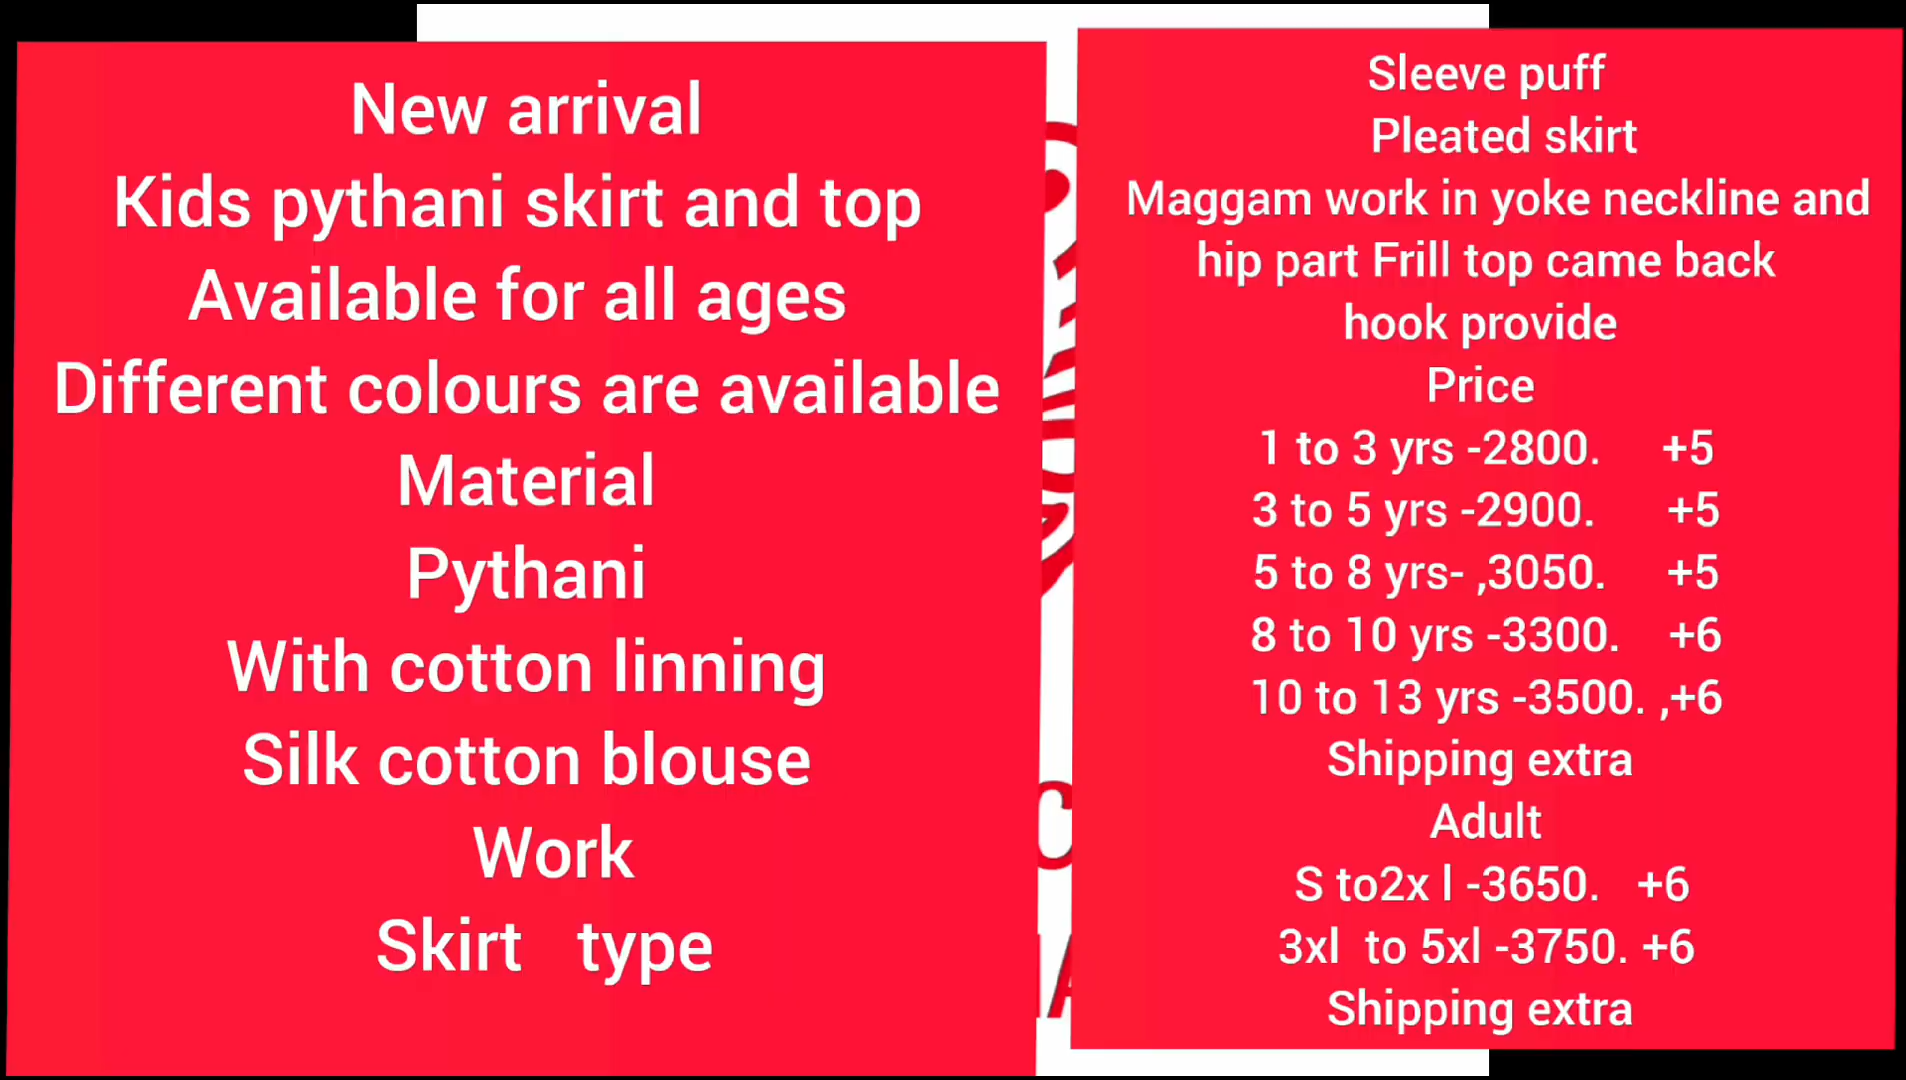 New arrival
Kids pythani skirt and top
Available for all ages
Different colours are available
Material
Pythani
With cotton linning
Silk cotton blouse
Work
Skirt type
Sleeve puff
Pleated skirt
Maggam work in yoke neckline and
hip part Frill top came back
hook provide
Price
1 to 3 yrs -2800. +5
3 to 5 yrs -2900. +5
5 to 8 yrs- ,3050. +5
8 to 10 yrs -3300. +6
10 to 13 yrs -3500. ,+6
Shipping extra
Adult
S to2x l -3650. +6
3xl to 5xl -3750. +6
Shipping extra